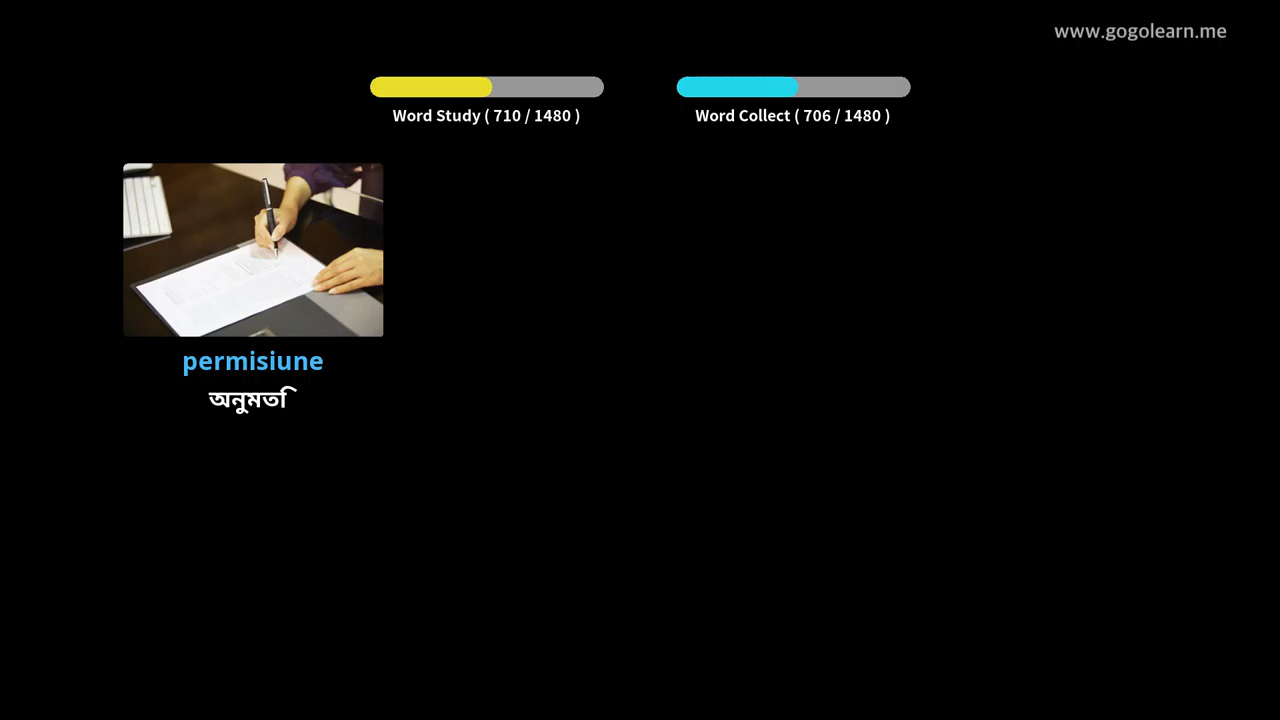 www.gogolearn.me
Word Study ( 710 / 1480 )
Word Collect ( 706 / 1480 )
permisiune
অনুমতি